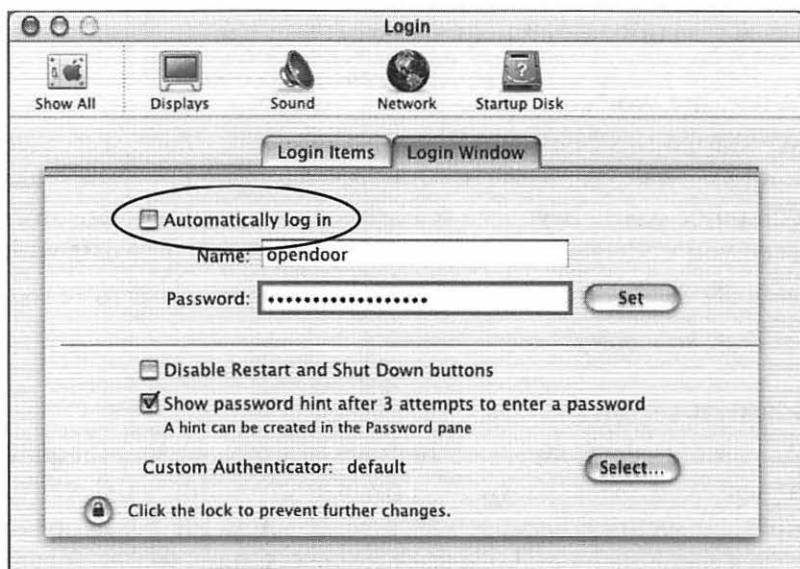 Login
Show All Displays Sound Network Startup Disk
Login Items Login Window
Automatically log in
Name: opendoor
Password: ••••••••••••••••••
Set
Disable Restart and Shut Down buttons
Show password hint after 3 attempts to enter a password
A hint can be created in the Password pane
Custom Authenticator: default
Select...
Click the lock to prevent further changes.